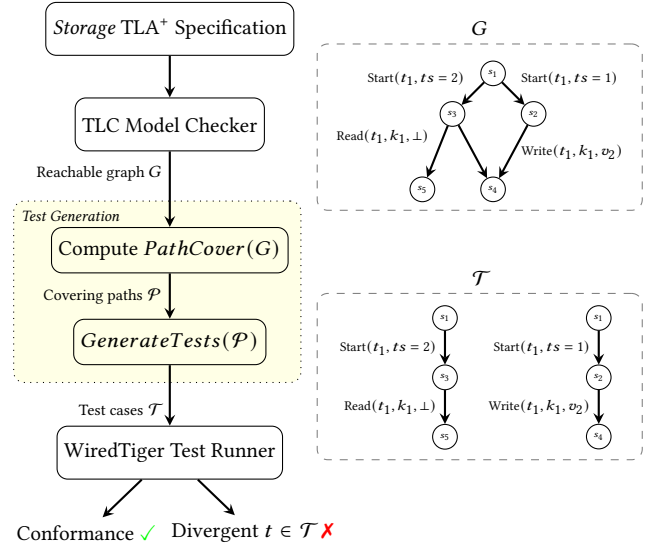 Storage TLA⁺ Specification
TLC Model Checker
Reachable graph G
Test Generation
Compute PathCover(G)
Covering paths 𝒫
GenerateTests(𝒫)
Test cases 𝒯
WiredTiger Test Runner
Conformance ✓
Divergent t ∈ 𝒯 ✗
G
s₁
Start(t₁, ts = 2)
Start(t₁, ts = 1)
s₃
s₂
Read(t₁, k₁, ⊥)
Write(t₁, k₁, v₂)
s₅
s₄
𝒯
s₁
s₁
Start(t₁, ts = 2)
Start(t₁, ts = 1)
s₃
s₂
Read(t₁, k₁, ⊥)
Write(t₁, k₁, v₂)
s₅
s₄